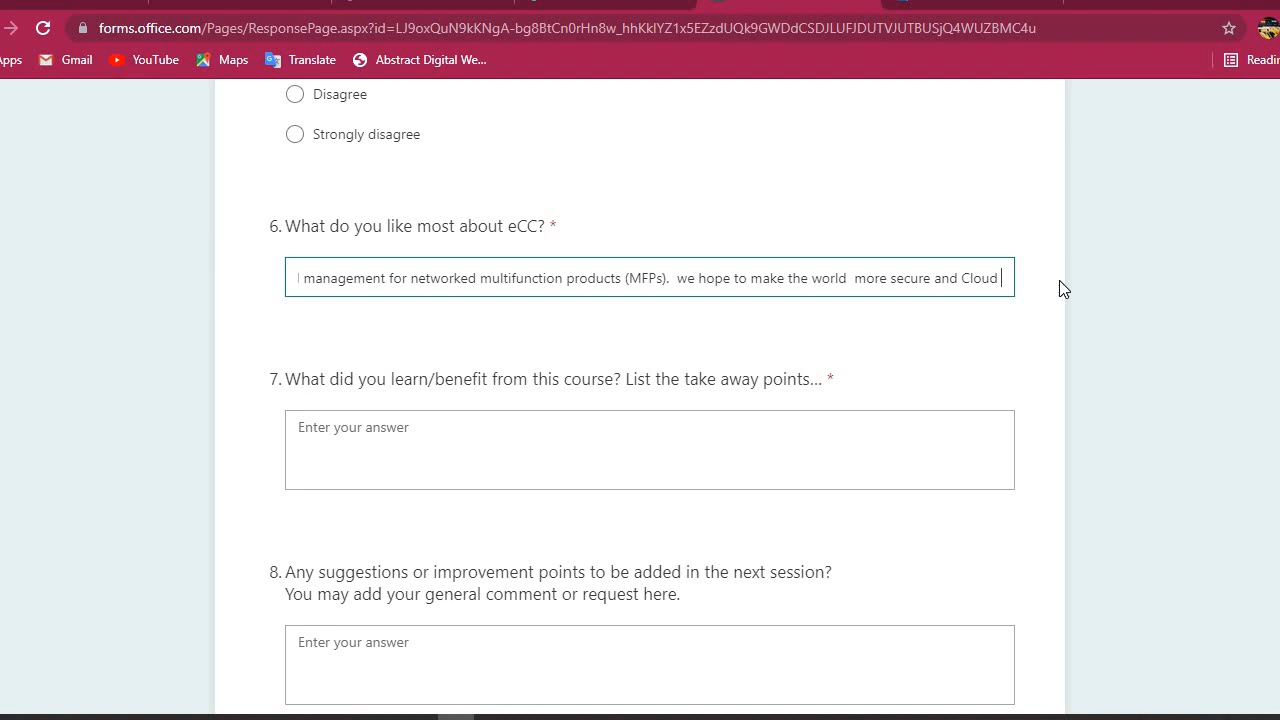 forms.office.com/Pages/ResponsePage.aspx?id=LJ9oxQuN9kKNgA-bg8BtCn0rHn8w_hhKklYZ1x5EZzdUQk9GWDdCSDJLUFJDUTVJUTBUSjQ4WUZBMC4u
Gmail YouTube Maps Translate Abstract Digital We...
Disagree
Strongly disagree
6. What do you like most about eCC? *
management for networked multifunction products (MFPs).  we hope to make the world  more secure and Cloud
7. What did you learn/benefit from this course? List the take away points... *
Enter your answer
8. Any suggestions or improvement points to be added in the next session?
You may add your general comment or request here.
Enter your answer